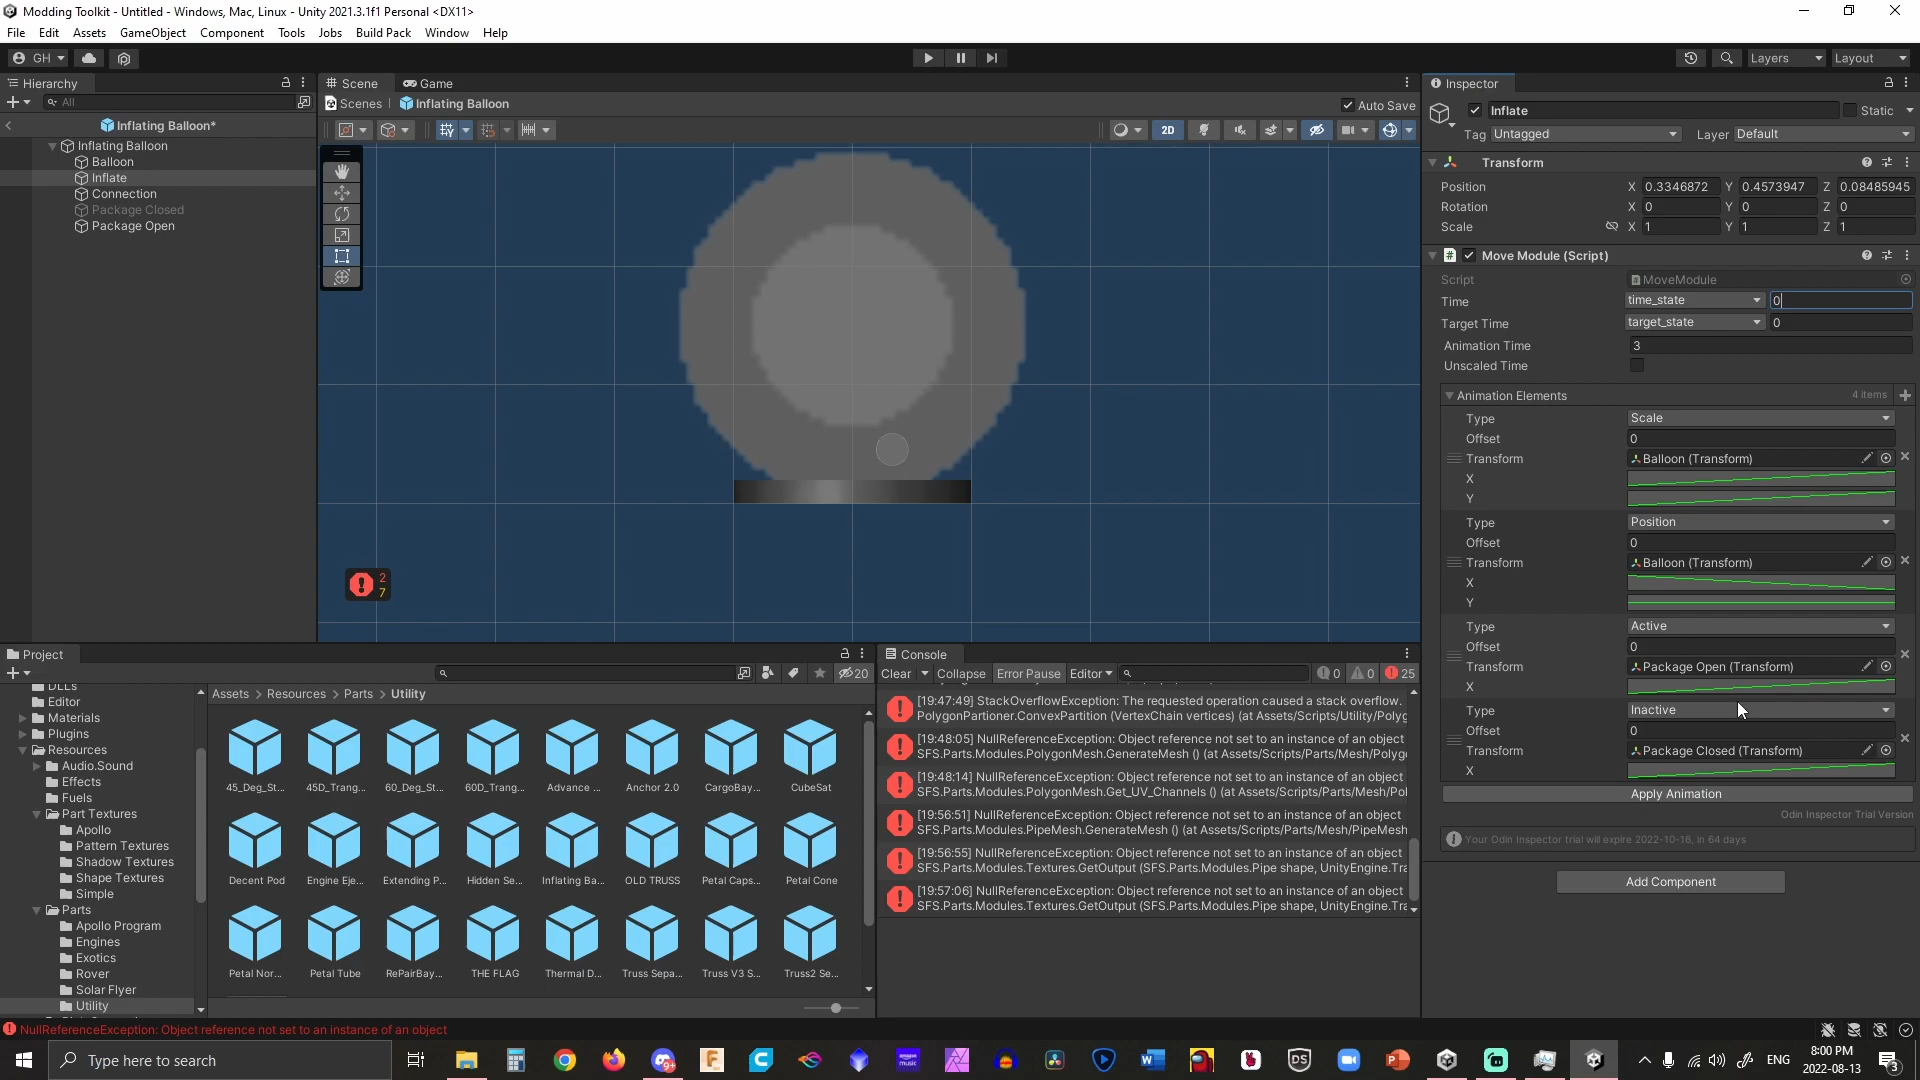 Modding Toolkit - Untitled - Windows, Mac, Linux - Unity 2021.3.1f1 Personal <DX11>
File Edit Assets GameObject Component Tools Jobs Build Pack Window Help
GH Layers Layout
Hierarchy
All
Inflating Balloon*
Inflating Balloon
Balloon
Inflate
Connection
Package Closed
Package Open
Scene Game
Scenes | Inflating Balloon Auto Save
2D
2
7
Inspector
Inflate Static
Tag Untagged Layer Default
Transform
Position X 0.3346872 Y 0.4573947 Z 0.08485945
Rotation X 0 Y 0 Z 0
Scale X 1 Y 1 Z 1
Move Module (Script)
Script MoveModule
Time time_state 0
Target Time target_state 0
Animation Time 3
Unscaled Time
Animation Elements 4 items
Type Scale
Offset 0
Transform Balloon (Transform)
X
Y
Type Position
Offset 0
Transform Balloon (Transform)
X
Y
Type Active
Offset 0
Transform Package Open (Transform)
X
Type Inactive
Offset 0
Transform Package Closed (Transform)
X
Apply Animation
Odin Inspector Trial Version
Your Odin Inspector trial will expire 2022-10-16, in 64 days
Add Component
Project
20
DLLs
Editor
Materials
Plugins
Resources
Audio.Sound
Effects
Fuels
Part Textures
Apollo
Pattern Textures
Shadow Textures
Shape Textures
Simple
Parts
Apollo Program
Engines
Exotics
Rover
Solar Flyer
Utility
Assets > Resources > Parts > Utility
45_Deg_St... 45D_Trang... 60_Deg_St... 60D_Trang... Advance ... Anchor 2.0 CargoBay... CubeSat
Decent Pod Engine Eje... Extending P... Hidden Se... Inflating Ba... OLD TRUSS Petal Caps... Petal Cone
Petal Nor... Petal Tube RePairBay... THE FLAG Thermal D... Truss Sepa... Truss V3 S... Truss2 Se...
Console
Clear Collapse Error Pause Editor 0 0 25
[19:47:49] StackOverflowException: The requested operation caused a stack overflow.
PolygonPartioner.ConvexPartition (VertexChain vertices) (at Assets/Scripts/Utility/Polyg
[19:48:05] NullReferenceException: Object reference not set to an instance of an object
SFS.Parts.Modules.PolygonMesh.GenerateMesh () (at Assets/Scripts/Parts/Mesh/Polyg
[19:48:14] NullReferenceException: Object reference not set to an instance of an object
SFS.Parts.Modules.PolygonMesh.Get_UV_Channels () (at Assets/Scripts/Parts/Mesh/Pol
[19:56:51] NullReferenceException: Object reference not set to an instance of an object
SFS.Parts.Modules.PipeMesh.GenerateMesh () (at Assets/Scripts/Parts/Mesh/PipeMesh
[19:56:55] NullReferenceException: Object reference not set to an instance of an object
SFS.Parts.Modules.Textures.GetOutput (SFS.Parts.Modules.Pipe shape, UnityEngine.Tra
[19:57:06] NullReferenceException: Object reference not set to an instance of an object
SFS.Parts.Modules.Textures.GetOutput (SFS.Parts.Modules.Pipe shape, UnityEngine.Tra
NullReferenceException: Object reference not set to an instance of an object
Type here to search
ENG
8:00 PM
2022-08-13
3